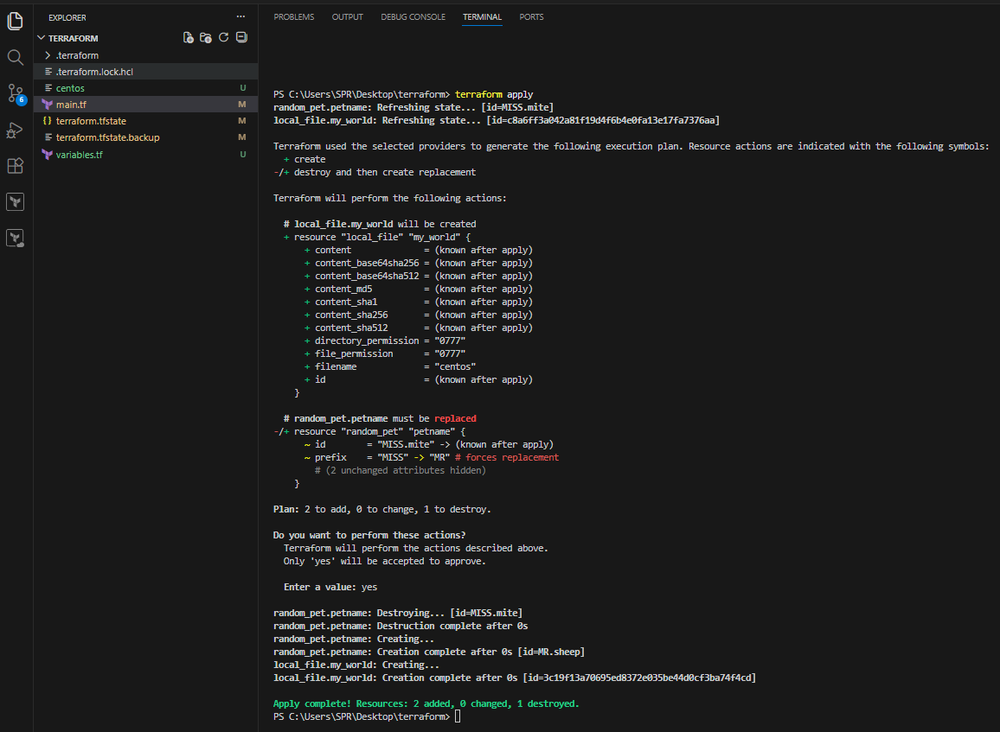 EXPLORER
...
TERRAFORM
.terraform
.terraform.lock.hcl
centos U
main.tf M
terraform.tfstate M
terraform.tfstate.backup M
variables.tf U
6
PROBLEMS OUTPUT DEBUG CONSOLE TERMINAL PORTS
PS C:\Users\SPR\Desktop\terraform> terraform apply
random_pet.petname: Refreshing state... [id=MISS.mite]
local_file.my_world: Refreshing state... [id=c8a6ff3a042a81f19d4f6b4e0fa13e17fa7376aa]
Terraform used the selected providers to generate the following execution plan. Resource actions are indicated with the following symbols:
+ create
-/+ destroy and then create replacement
Terraform will perform the following actions:
# local_file.my_world will be created
+ resource "local_file" "my_world" {
+ content = (known after apply)
+ content_base64sha256 = (known after apply)
+ content_base64sha512 = (known after apply)
+ content_md5 = (known after apply)
+ content_sha1 = (known after apply)
+ content_sha256 = (known after apply)
+ content_sha512 = (known after apply)
+ directory_permission = "0777"
+ file_permission = "0777"
+ filename = "centos"
+ id = (known after apply)
}
# random_pet.petname must be replaced
-/+ resource "random_pet" "petname" {
~ id = "MISS.mite" -> (known after apply)
~ prefix = "MISS" -> "MR" # forces replacement
# (2 unchanged attributes hidden)
}
Plan: 2 to add, 0 to change, 1 to destroy.
Do you want to perform these actions?
Terraform will perform the actions described above.
Only 'yes' will be accepted to approve.
Enter a value: yes
random_pet.petname: Destroying... [id=MISS.mite]
random_pet.petname: Destruction complete after 0s
random_pet.petname: Creating...
random_pet.petname: Creation complete after 0s [id=MR.sheep]
local_file.my_world: Creating...
local_file.my_world: Creation complete after 0s [id=3c19f13a70695ed8372e035be44d0cf3ba74f4cd]
Apply complete! Resources: 2 added, 0 changed, 1 destroyed.
PS C:\Users\SPR\Desktop\terraform>